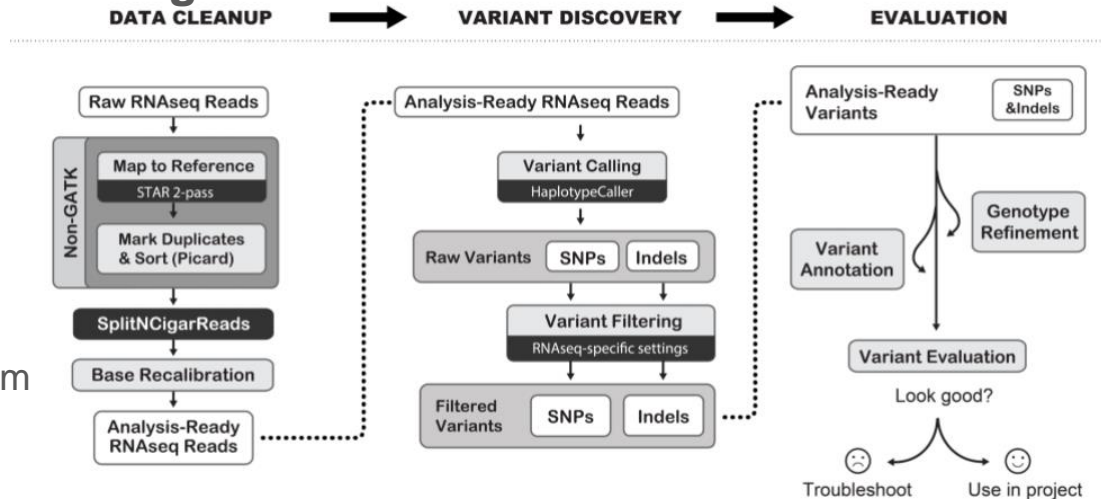 DATA CLEANUP
VARIANT DISCOVERY
EVALUATION
Raw RNAseq Reads
Non-GATK
Map to Reference
STAR 2-pass
Mark Duplicates
& Sort (Picard)
SplitNCigarReads
Base Recalibration
Analysis-Ready
RNAseq Reads
m
Analysis-Ready RNAseq Reads
Variant Calling
HaplotypeCaller
Raw Variants
SNPs
Indels
Variant Filtering
RNAseq-specific settings
Filtered
Variants
SNPs
Indels
Analysis-Ready
Variants
SNPs
&Indels
Genotype
Refinement
Variant
Annotation
Variant Evaluation
Look good?
Troubleshoot
Use in project